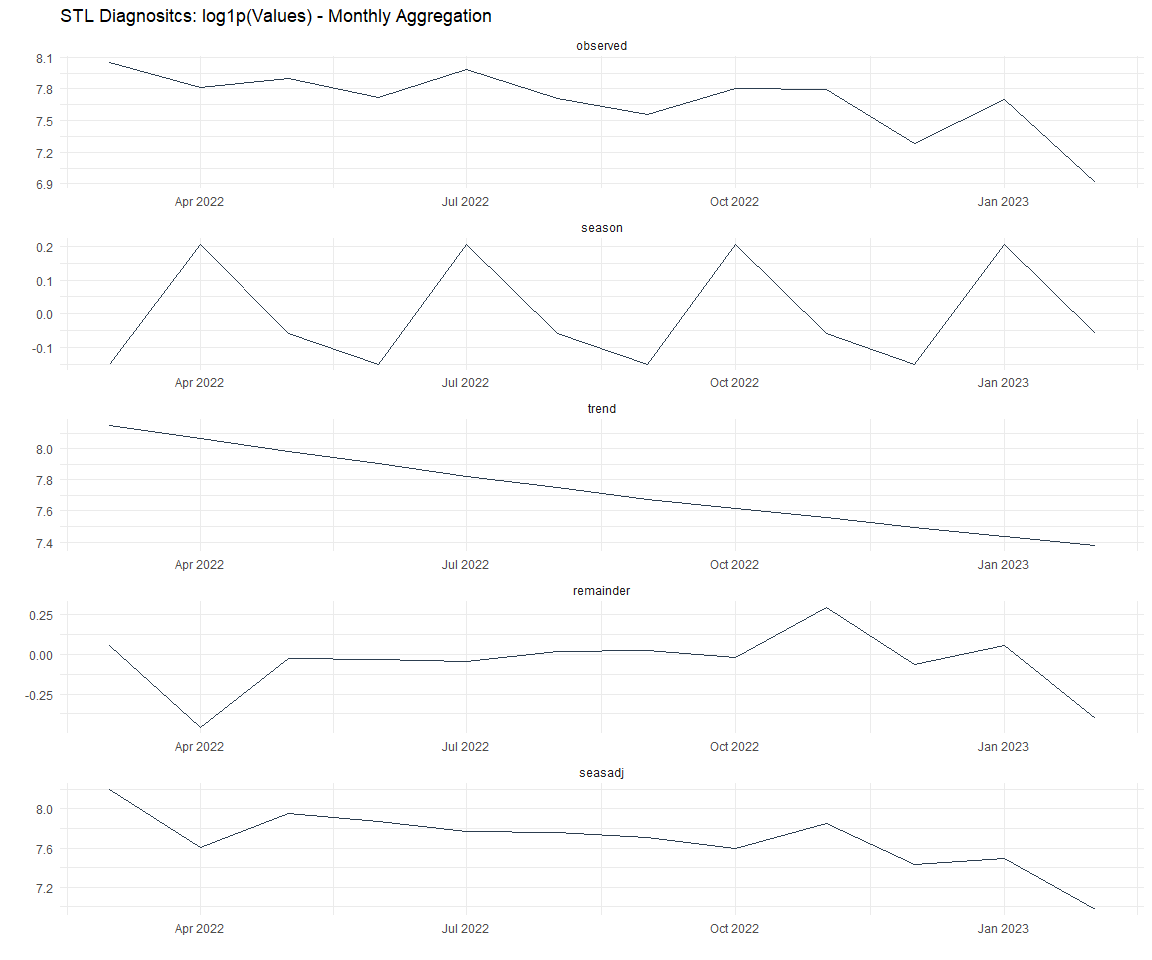 STL Diagnositcs: log1p(Values) - Monthly Aggregation
observed
8.1
7.8
7.5
7.2
6.9
Apr 2022 Jul 2022 Oct 2022 Jan 2023
season
0.2
0.1
0.0
-0.1
Apr 2022 Jul 2022 Oct 2022 Jan 2023
trend
8.0
7.8
7.6
7.4
Apr 2022 Jul 2022 Oct 2022 Jan 2023
remainder
0.25
0.00
-0.25
Apr 2022 Jul 2022 Oct 2022 Jan 2023
seasadj
8.0
7.6
7.2
Apr 2022 Jul 2022 Oct 2022 Jan 2023